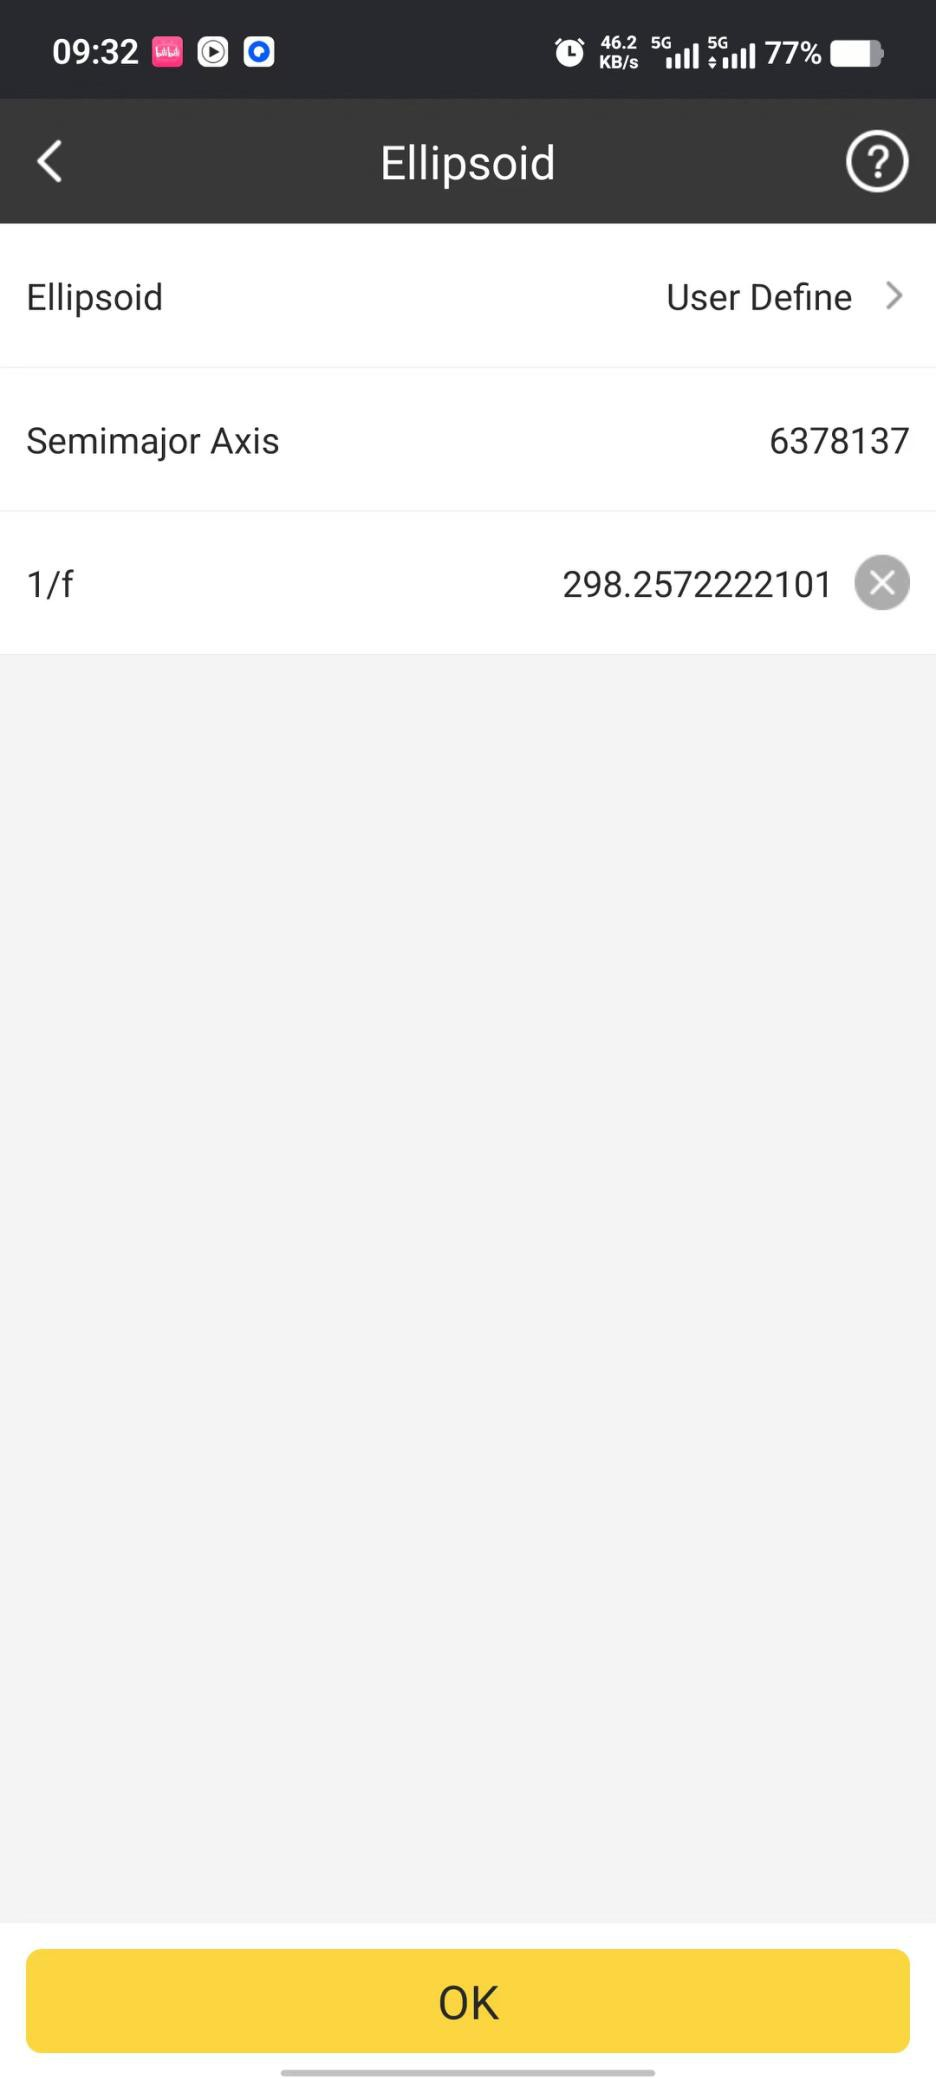 09:32 bilibili 46.2 KB/s 5G 5G 77%
Ellipsoid ?
Ellipsoid User Define
Semimajor Axis 6378137
1/f 298.2572222101
OK